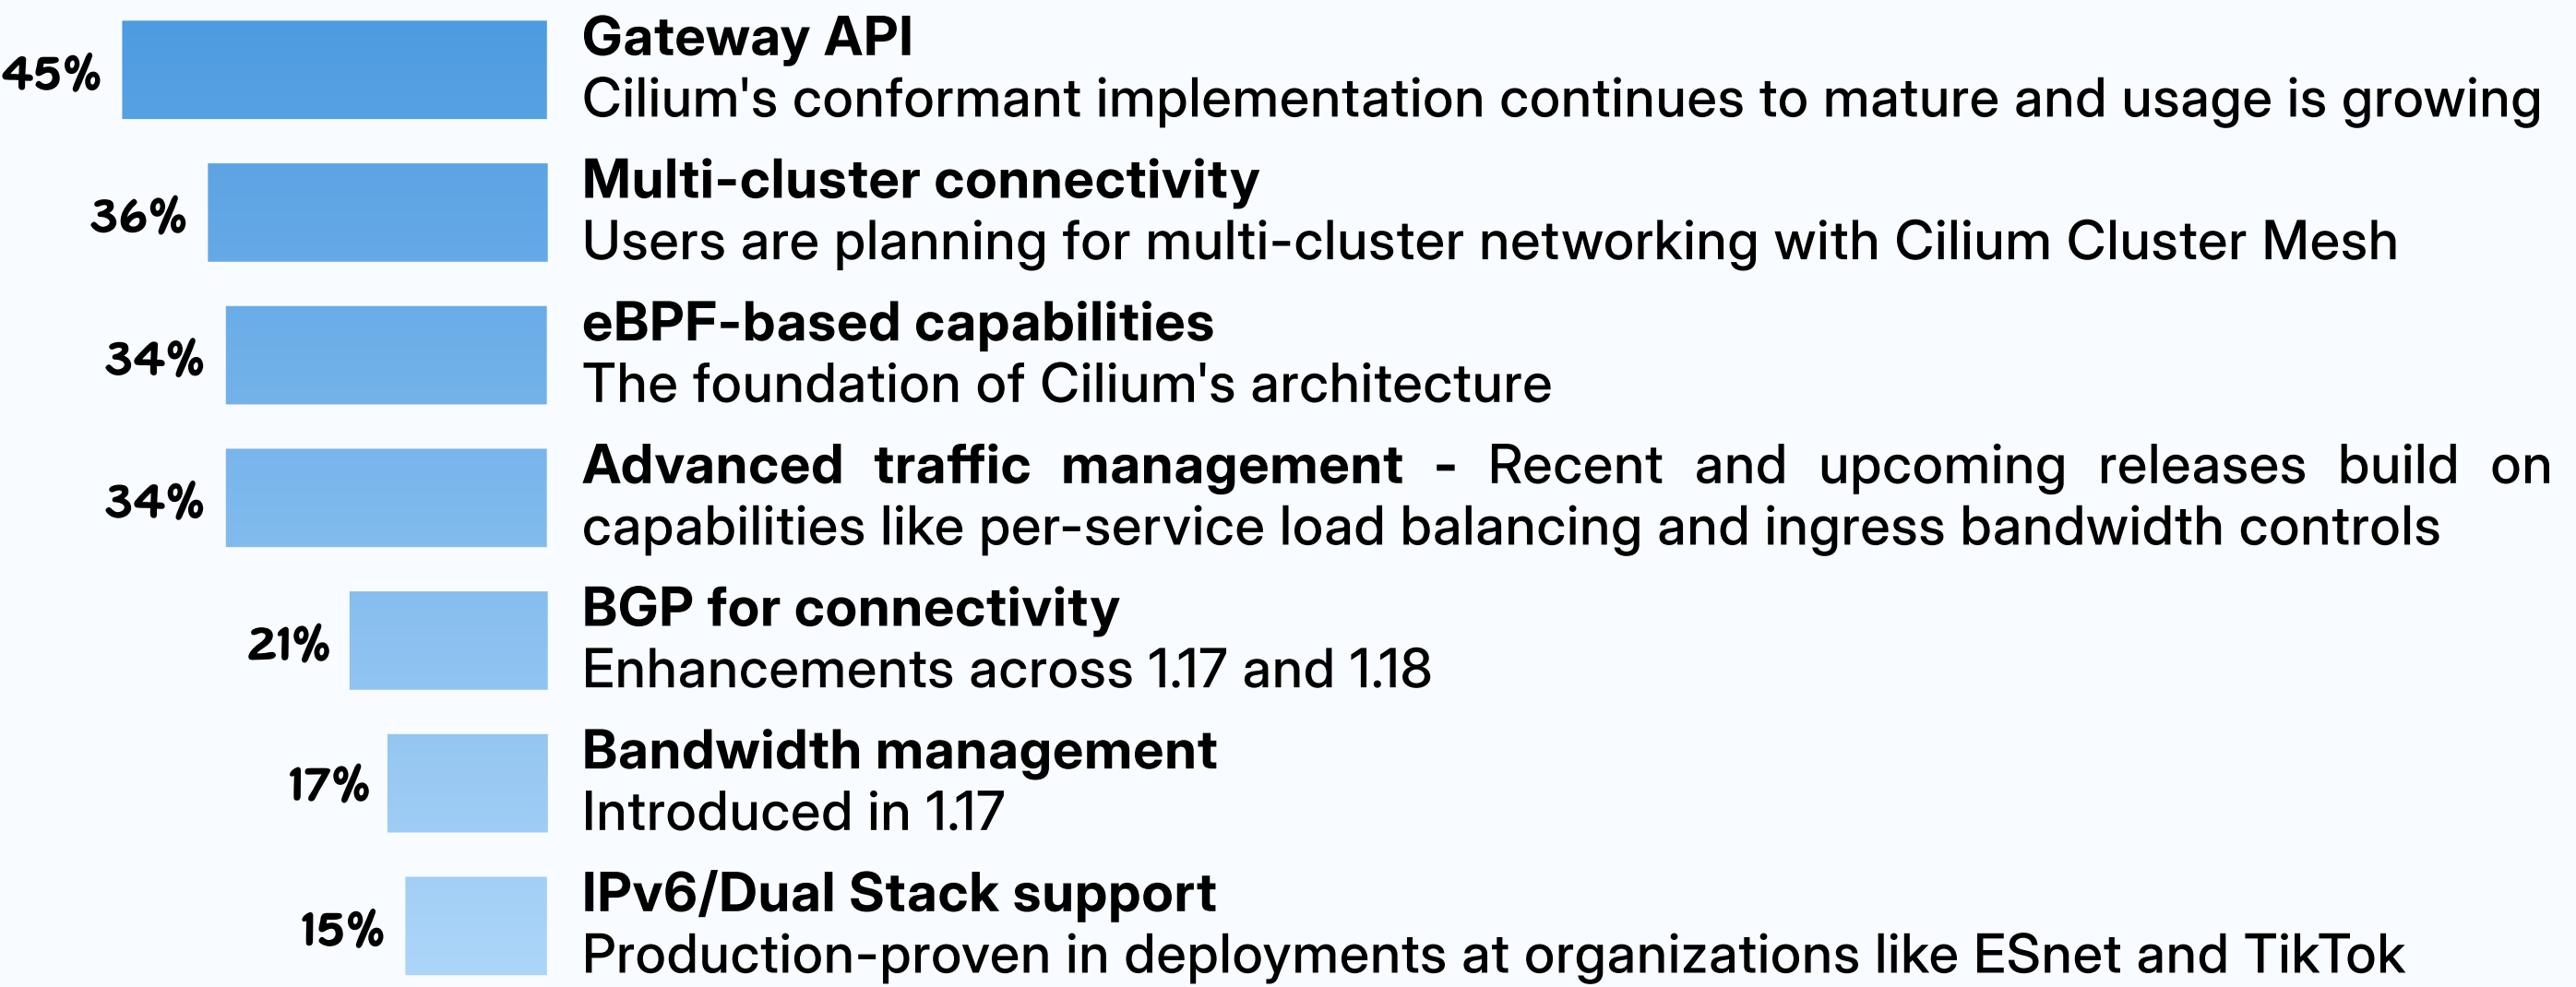 45%
Gateway API
Cilium's conformant implementation continues to mature and usage is growing
36%
Multi-cluster connectivity
Users are planning for multi-cluster networking with Cilium Cluster Mesh
34%
eBPF-based capabilities
The foundation of Cilium's architecture
34%
Advanced traffic management - Recent and upcoming releases build on
capabilities like per-service load balancing and ingress bandwidth controls
21%
BGP for connectivity
Enhancements across 1.17 and 1.18
17%
Bandwidth management
Introduced in 1.17
15%
IPv6/Dual Stack support
Production-proven in deployments at organizations like ESnet and TikTok